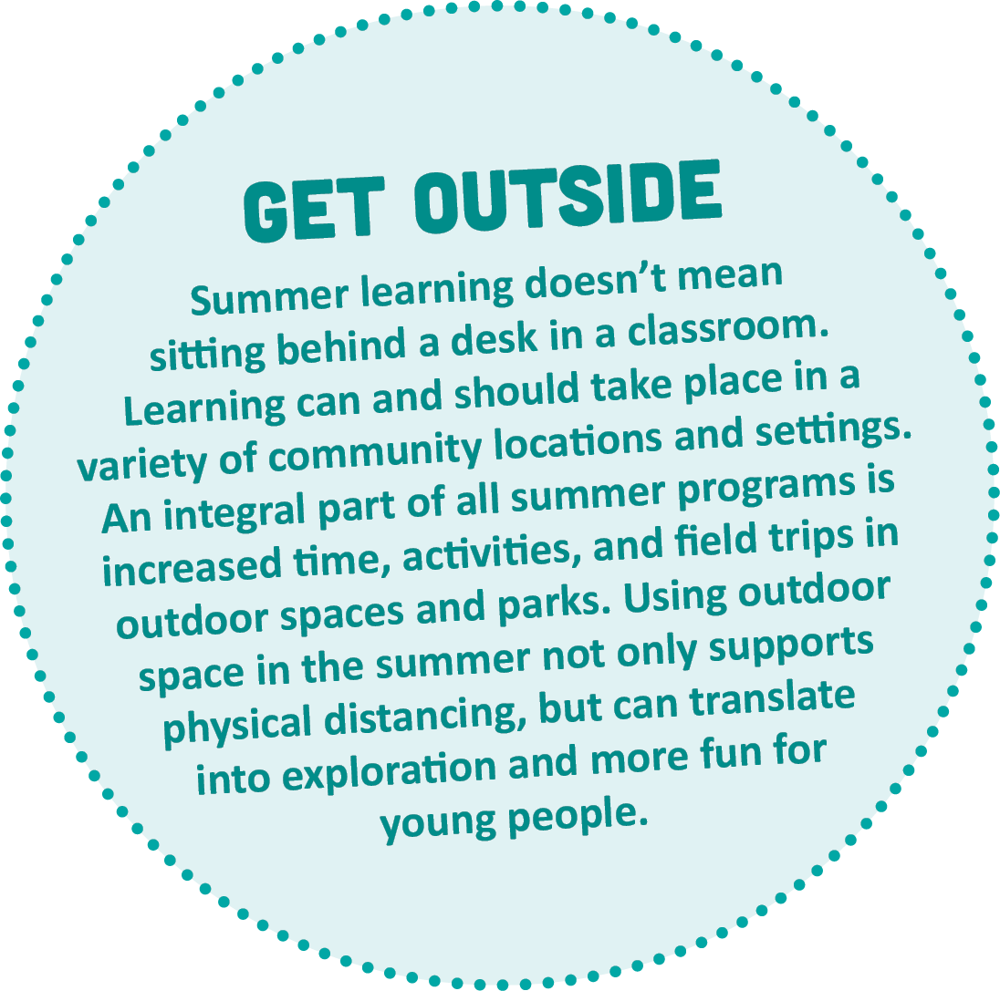 GET OUTSIDE
Summer learning doesn’t mean
sitting behind a desk in a classroom.
Learning can and should take place in a
variety of community locations and settings.
An integral part of all summer programs is
increased time, activities, and field trips in
outdoor spaces and parks. Using outdoor
space in the summer not only supports
physical distancing, but can translate
into exploration and more fun for
young people.